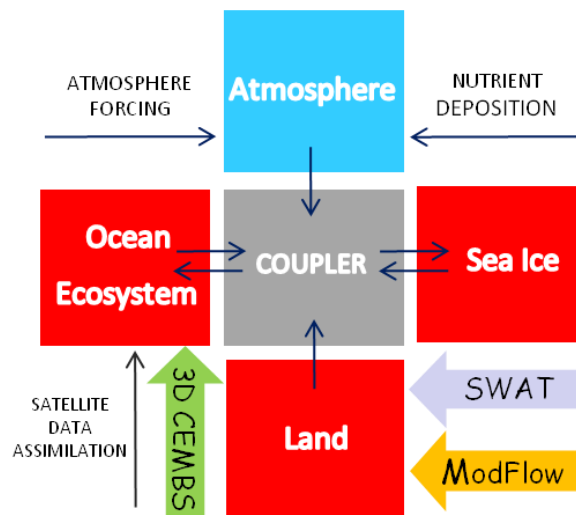 ATMOSPHERE
FORCING
Atmosphere
NUTRIENT
DEPOSITION
Ocean
Ecosystem
COUPLER
Sea Ice
SATELLITE
DATA
ASSIMILATION
3D CEMBS
Land
SWAT
ModFlow